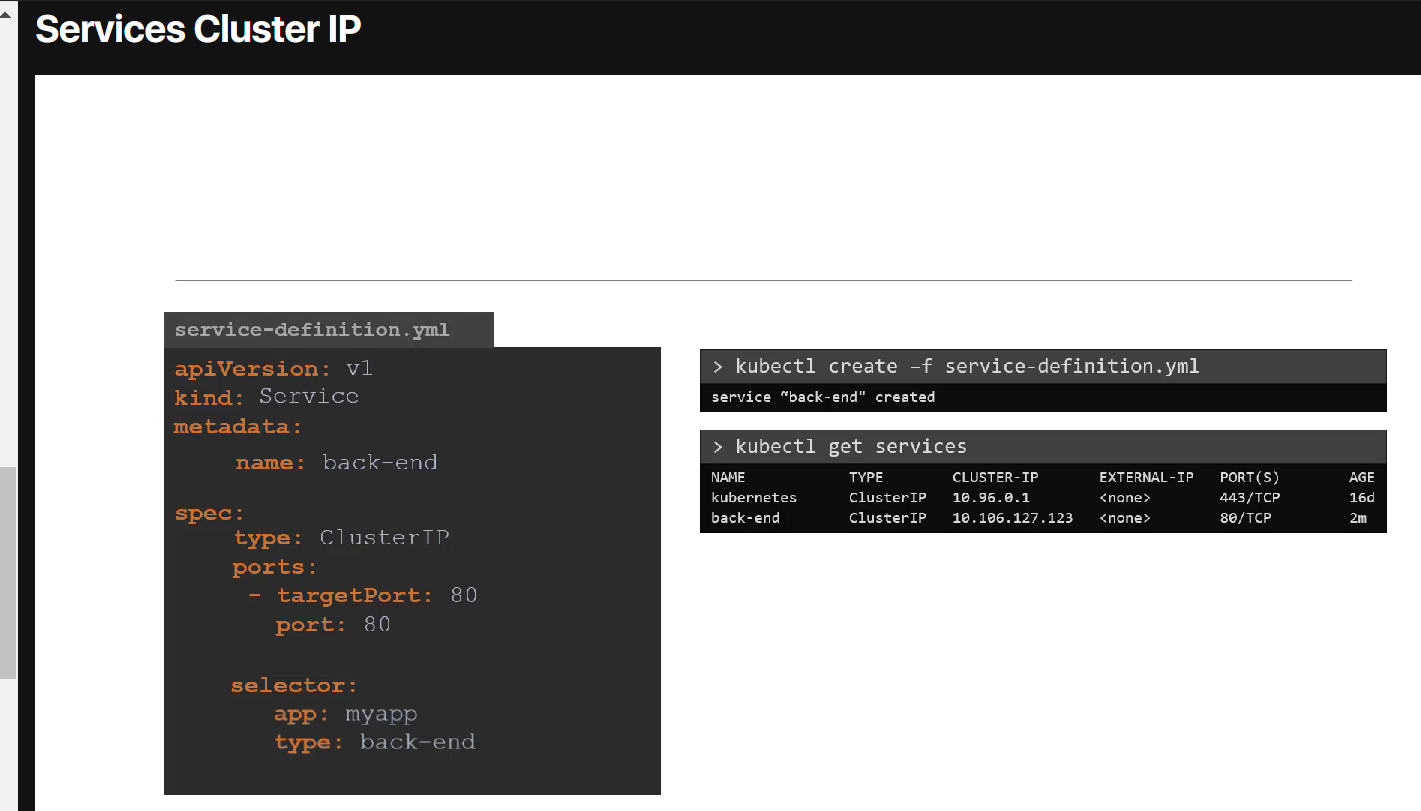 Services Cluster IP
service-definition.yml
apiVersion: v1
kind: Service
metadata:
name: back-end
spec:
type: ClusterIP
ports:
- targetPort: 80
port: 80
selector:
app: myapp
type: back-end
> kubectl create –f service-definition.yml
service “back-end" created
> kubectl get services
NAME TYPE CLUSTER-IP EXTERNAL-IP PORT(S) AGE
kubernetes ClusterIP 10.96.0.1 <none> 443/TCP 16d
back-end ClusterIP 10.106.127.123 <none> 80/TCP 2m